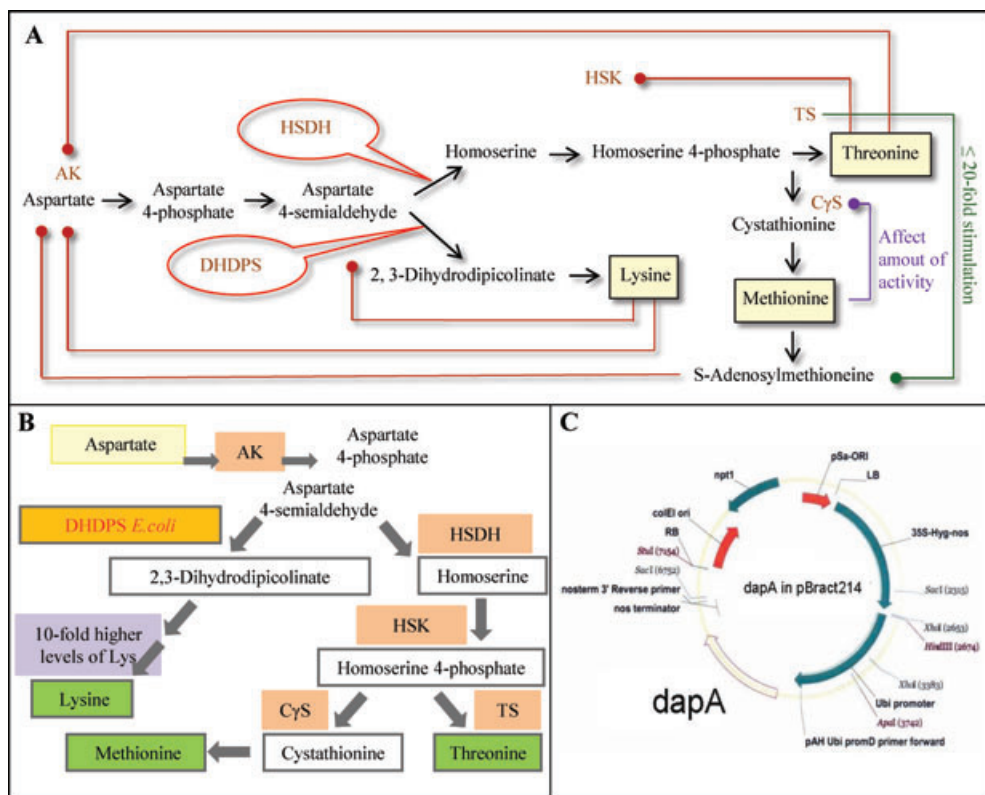 A
HSK
TS
HSDH
Homoserine
Homoserine 4-phosphate
Threonine
AK
Aspartate
Aspartate
4-phosphate
Aspartate
4-semialdehyde
CγS
Cystathionine
Affect
amout of
activity
≤ 20-fold stimulation
DHDPS
2, 3-Dihydrodipicolinate
Lysine
Methionine
S-Adenosylmethioneine
B
Aspartate
AK
Aspartate
4-phosphate
Aspartate
4-semialdehyde
DHDPS E.coli
HSDH
2,3-Dihydrodipicolinate
Homoserine
10-fold higher
levels of Lys
HSK
Homoserine 4-phosphate
Lysine
CγS
TS
Methionine
Cystathionine
Threonine
C
pSa-ORI
npt1
LB
colEI ori
RB
35S-Hyg-nos
StuI (7154)
SacI (6752)
nosterm 3' Reverse primer
nos terminator
dapA in pBract214
SacI (2315)
XhoI (2653)
HindIII (2674)
XhoI (3383)
Ubi promoter
ApaI (3742)
dapA
pAH Ubi promD primer forward